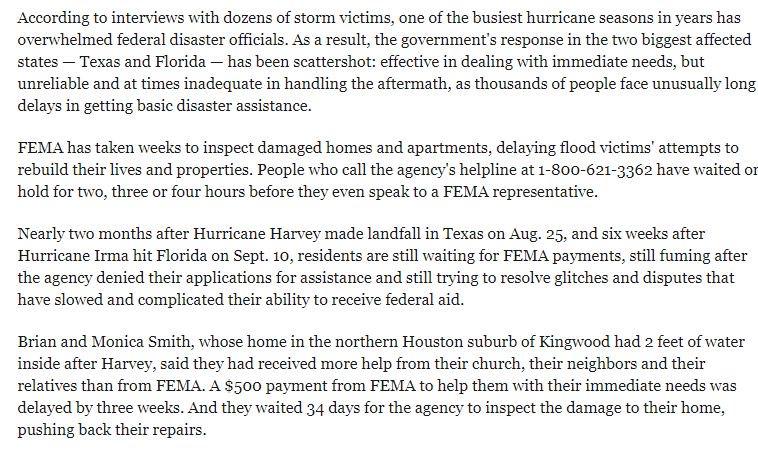 According to interviews with dozens of storm victims, one of the busiest hurricane seasons in years has
overwhelmed federal disaster officials. As a result, the government's response in the two biggest affected
states — Texas and Florida — has been scattershot: effective in dealing with immediate needs, but
unreliable and at times inadequate in handling the aftermath, as thousands of people face unusually long
delays in getting basic disaster assistance.
FEMA has taken weeks to inspect damaged homes and apartments, delaying flood victims' attempts to
rebuild their lives and properties. People who call the agency's helpline at 1-800-621-3362 have waited on
hold for two, three or four hours before they even speak to a FEMA representative.
Nearly two months after Hurricane Harvey made landfall in Texas on Aug. 25, and six weeks after
Hurricane Irma hit Florida on Sept. 10, residents are still waiting for FEMA payments, still fuming after
the agency denied their applications for assistance and still trying to resolve glitches and disputes that
have slowed and complicated their ability to receive federal aid.
Brian and Monica Smith, whose home in the northern Houston suburb of Kingwood had 2 feet of water
inside after Harvey, said they had received more help from their church, their neighbors and their
relatives than from FEMA. A $500 payment from FEMA to help them with their immediate needs was
delayed by three weeks. And they waited 34 days for the agency to inspect the damage to their home,
pushing back their repairs.